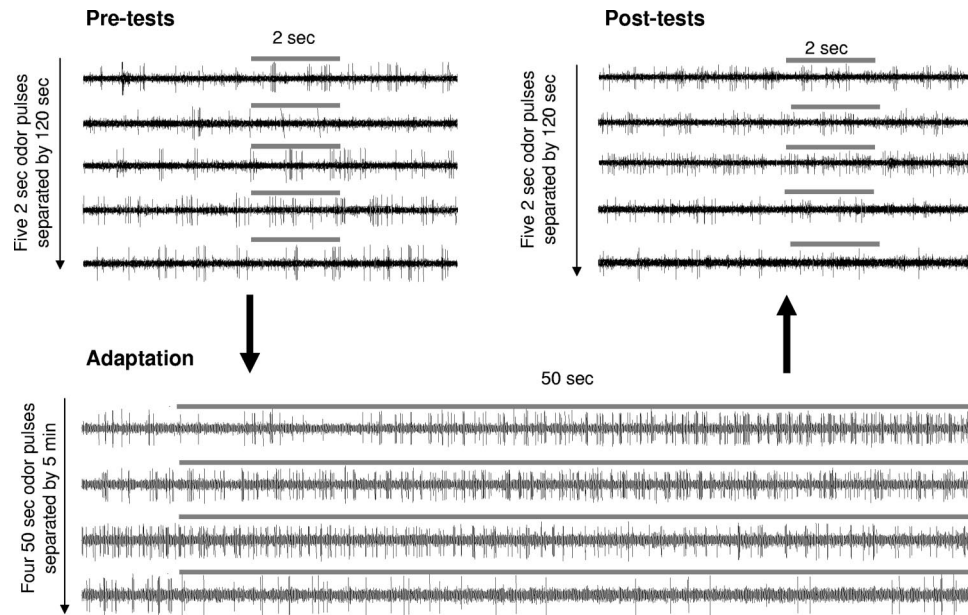 Pre-tests
2 sec
Five 2 sec odor pulses
separated by 120 sec
Post-tests
2 sec
Five 2 sec odor pulses
separated by 120 sec
Adaptation
50 sec
Four 50 sec odor pulses
separated by 5 min